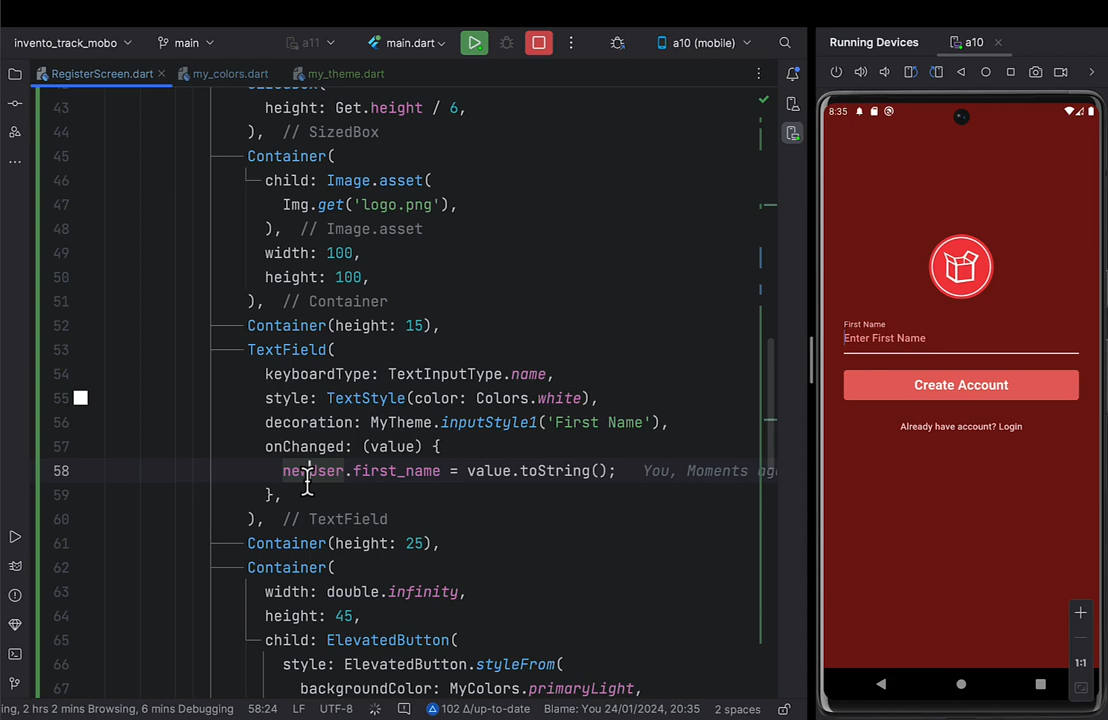 invento_track_mobo
main
a11
main.dart
a10 (mobile)
Running Devices
a10
RegisterScreen.dart
my_colors.dart
my_theme.dart
43 height: Get.height / 6,
44 ), // SizedBox
45 Container(
46 child: Image.asset(
47 Img.get('logo.png'),
48 ), // Image.asset
49 width: 100,
50 height: 100,
51 ), // Container
52 Container(height: 15),
53 TextField(
54 keyboardType: TextInputType.name,
55 style: TextStyle(color: Colors.white),
56 decoration: MyTheme.inputStyle1('First Name'),
57 onChanged: (value) {
58 newUser.first_name = value.toString(); You, Moments ag
59 },
60 ), // TextField
61 Container(height: 25),
62 Container(
63 width: double.infinity,
64 height: 45,
65 child: ElevatedButton(
66 style: ElevatedButton.styleFrom(
67 backgroundColor: MyColors.primaryLight,
8:35
First Name
Enter First Name
Create Account
Already have account? Login
1:1
ing, 2 hrs 2 mins Browsing, 6 mins Debugging
58:24
LF
UTF-8
102 Δ/up-to-date
Blame: You 24/01/2024, 20:35
2 spaces